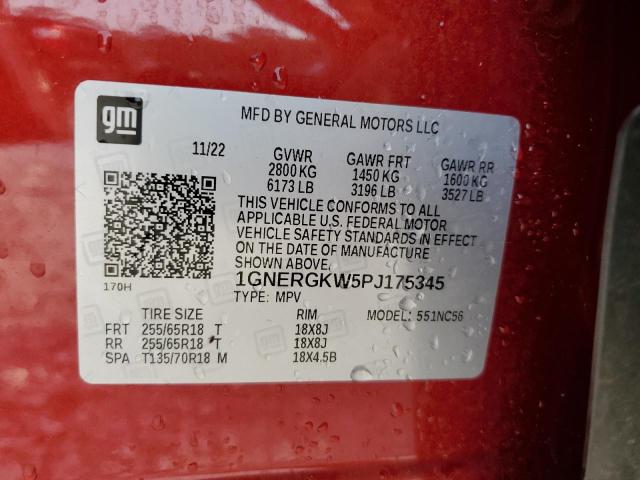 gm
MFD BY GENERAL MOTORS LLC
11/22 GVWR GAWR FRT GAWR RR
2800 KG 1450 KG 1600 KG
6173 LB 3196 LB 3527 LB
THIS VEHICLE CONFORMS TO ALL
APPLICABLE U.S. FEDERAL MOTOR
VEHICLE SAFETY STANDARDS IN EFFECT
ON THE DATE OF MANUFACTURE
SHOWN ABOVE.
1GNERGKW5PJ175345
170H
TYPE: MPV
TIRE SIZE RIM MODEL: 551NC56
FRT 255/65R18 T 18X8J
RR 255/65R18 T 18X8J
SPA T135/70R18 M 18X4.5B